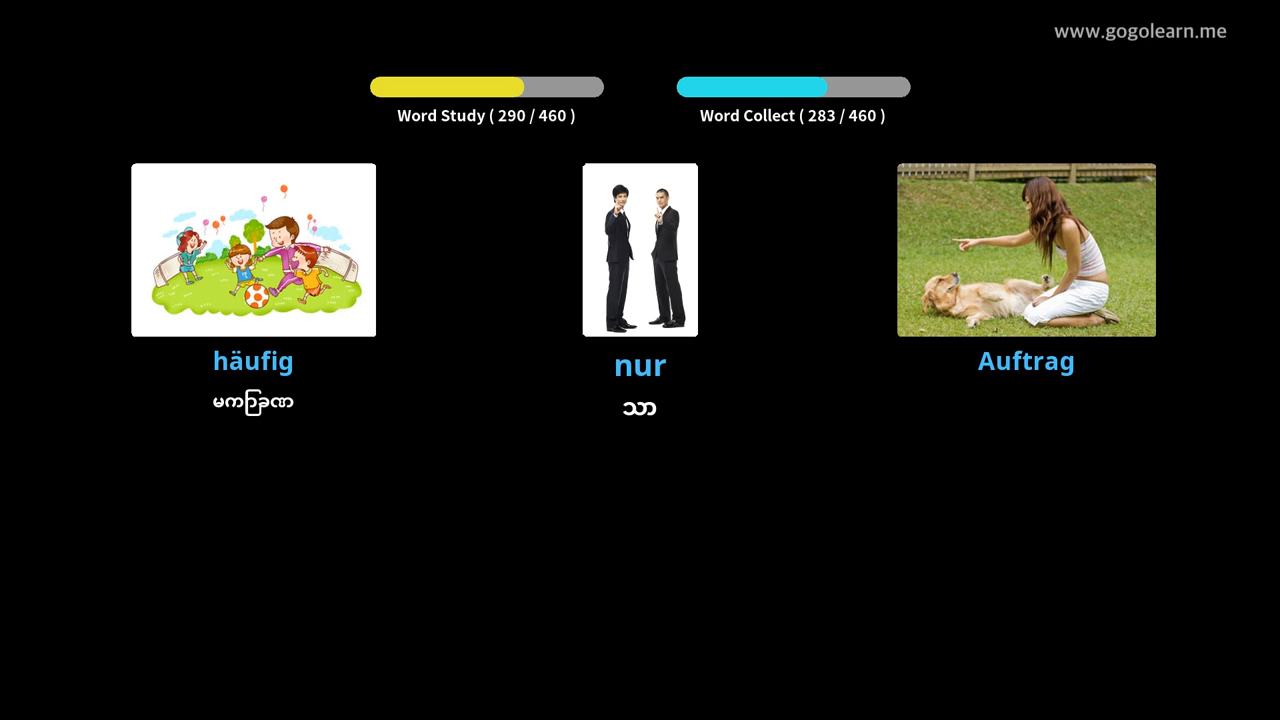 www.gogolearn.me
Word Study ( 290 / 460 )
Word Collect ( 283 / 460 )
häufig
nur
Auftrag
မကြာခဏ
သာ